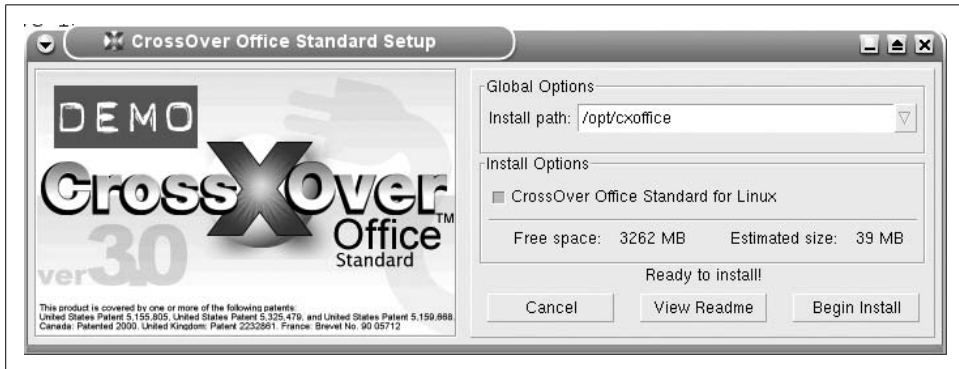 CrossOver Office Standard Setup
DEMO
CrossOver
Office™
Standard
ver 3.0
This product is covered by one or more of the following patents:
United States Patent 5,155,805, United States Patent 5,325,479, and United States Patent 5,159,668.
Canada: Patented 2000. United Kingdom: Patent 2232861. France: Brevet No. 90 05712
Global Options
Install path: /opt/cxoffice
Install Options
CrossOver Office Standard for Linux
Free space: 3262 MB Estimated size: 39 MB
Ready to install!
Cancel View Readme Begin Install